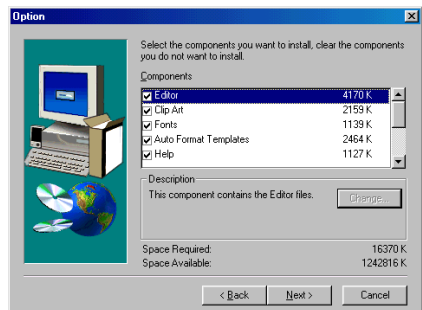 Option
Select the components you want to install, clear the components
you do not want to install.
Components
Editor 4170 K
Clip Art 2159 K
Fonts 1139 K
Auto Format Templates 2464 K
Help 1127 K
Description
This component contains the Editor files.
Change...
Space Required: 16370 K
Space Available: 1242816 K
< Back Next > Cancel